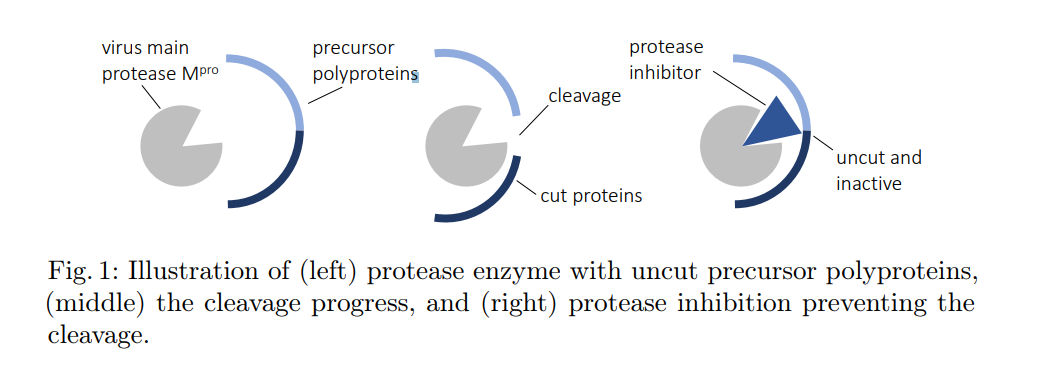 virus main
protease Mᵖʳᵒ
precursor
polyproteins
cleavage
cut proteins
protease
inhibitor
uncut and
inactive
Fig. 1: Illustration of (left) protease enzyme with uncut precursor polyproteins,
(middle) the cleavage progress, and (right) protease inhibition preventing the
cleavage.